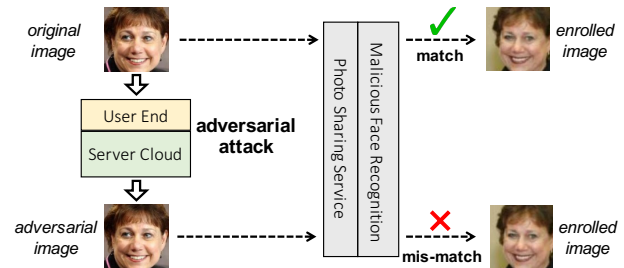 original
image
match
enrolled
image
User End
Server Cloud
adversarial
attack
Photo Sharing Service
Malicious Face Recognition
adversarial
image
mis-match
enrolled
image